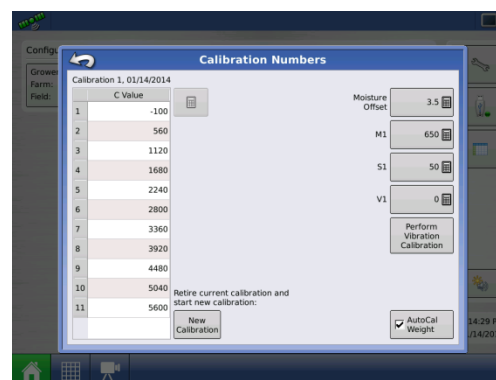 Configu
Calibration Numbers
Grower
Farm:
Field:
Calibration 1, 01/14/2014
C Value
1 -100
2 560
3 1120
4 1680
5 2240
6 2800
7 3360
8 3920
9 4480
10 5040
11 5600
Moisture
Offset
3.5
M1 650
S1 50
V1 0
Perform
Vibration
Calibration
Retire current calibration and
start new calibration:
New
Calibration
AutoCal
Weight
14:29